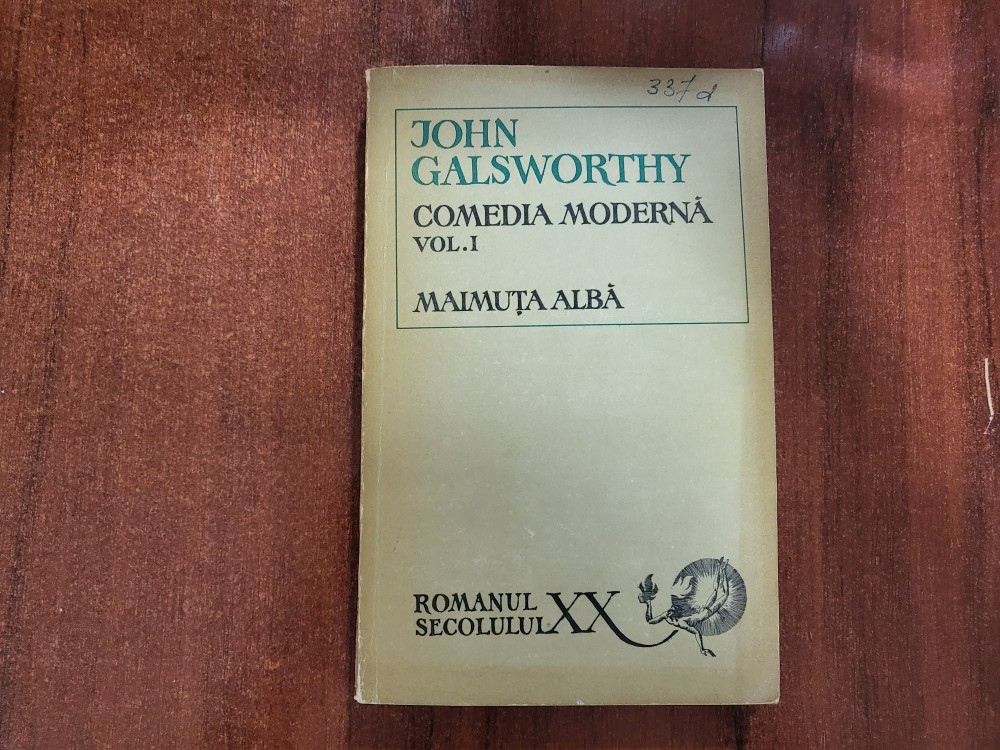 337 d
JOHN
GALSWORTHY
COMEDIA MODERNĂ
VOL.I
MAIMUȚA ALBĂ
ROMANUL
SECOLULUI XX